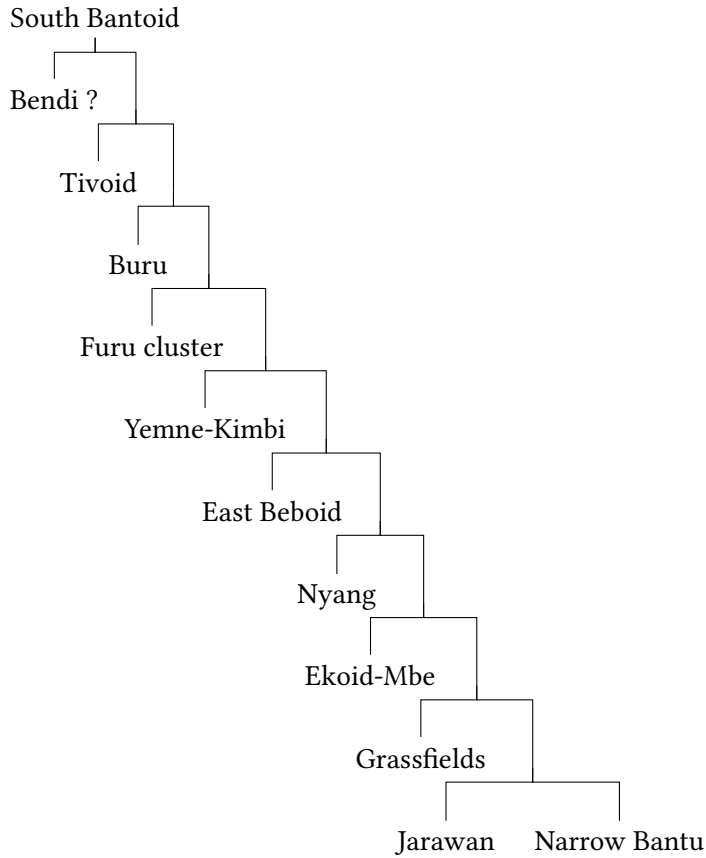 South Bantoid
Bendi ?
Tivoid
Buru
Furu cluster
Yemne-Kimbi
East Beboid
Nyang
Ekoid-Mbe
Grassfields
Jarawan Narrow Bantu